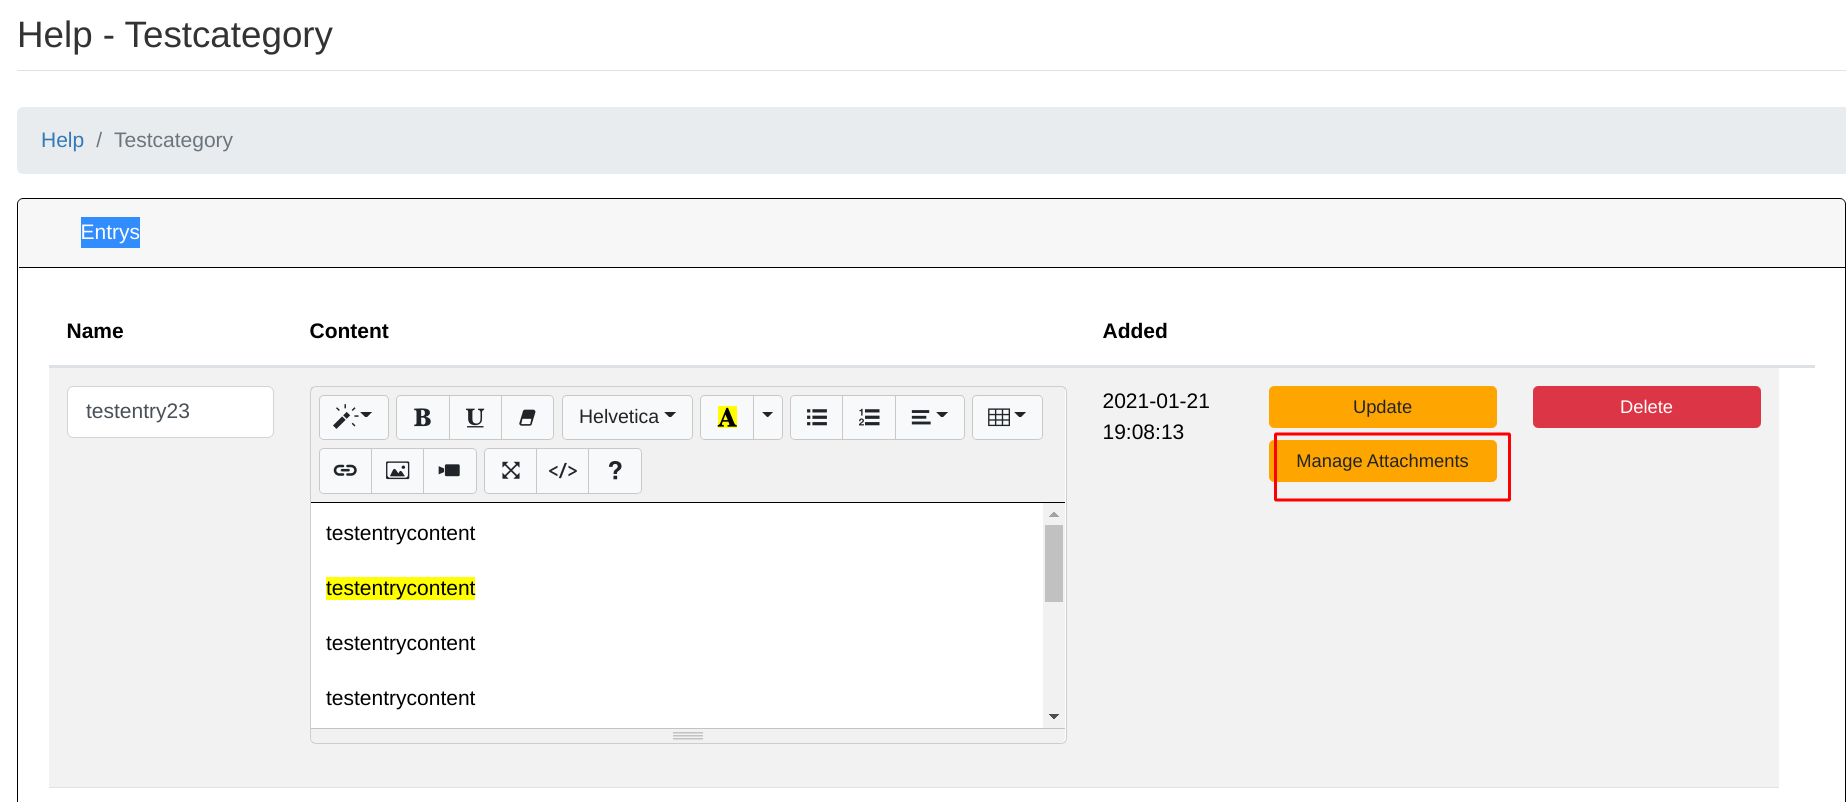 Help - Testcategory
Help / Testcategory
Entrys
Name Content Added
testentry23
B U Helvetica A
</> ?
testentrycontent
testentrycontent
testentrycontent
testentrycontent
2021-01-21
19:08:13
Update
Manage Attachments
Delete